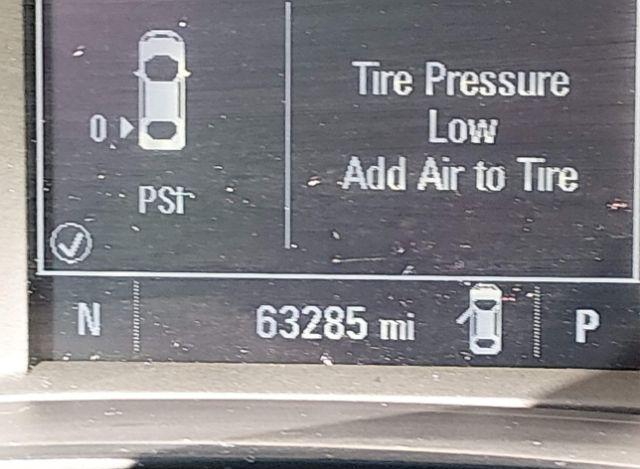 Tire Pressure
Low
Add Air to Tire
0
PSI
N
63285 mi
P